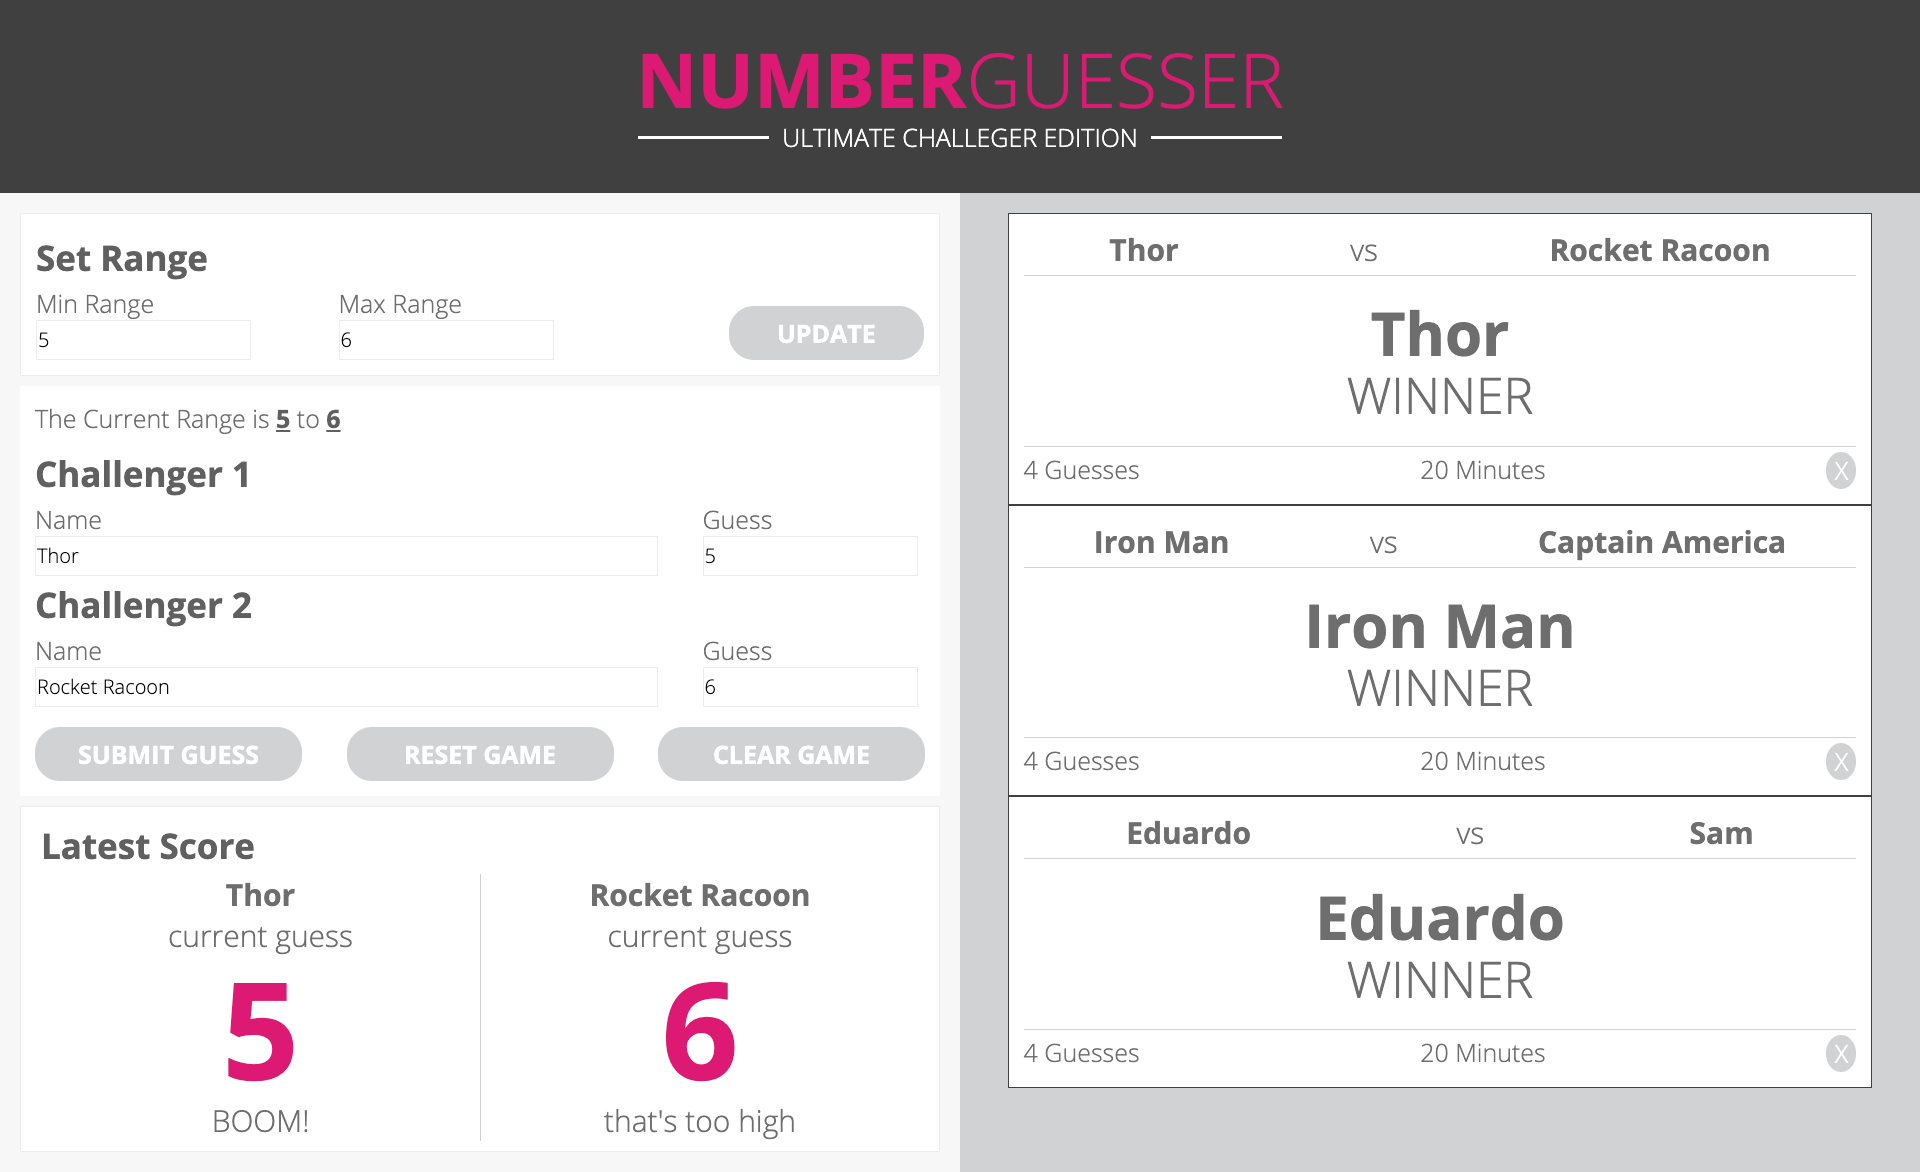 NUMBERGUESSER
ULTIMATE CHALLEGER EDITION
Set Range
Min Range Max Range
5 6 UPDATE
The Current Range is 5 to 6
Challenger 1
Name Guess
Thor 5
Challenger 2
Name Guess
Rocket Racoon 6
SUBMIT GUESS RESET GAME CLEAR GAME
Latest Score
Thor Rocket Racoon
current guess current guess
5 6
BOOM! that's too high
Thor vs Rocket Racoon
Thor
WINNER
4 Guesses 20 Minutes X
Iron Man vs Captain America
Iron Man
WINNER
4 Guesses 20 Minutes X
Eduardo vs Sam
Eduardo
WINNER
4 Guesses 20 Minutes X